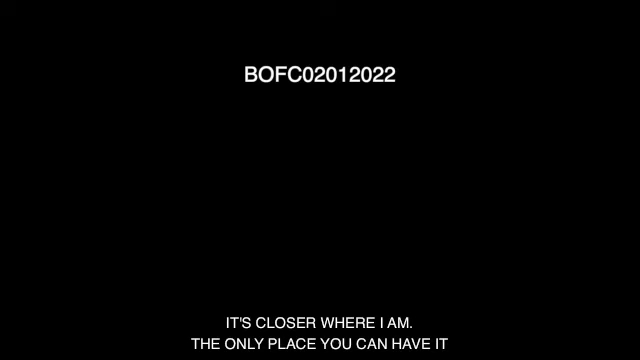 BOFC02012022
IT'S CLOSER WHERE I AM.
THE ONLY PLACE YOU CAN HAVE IT